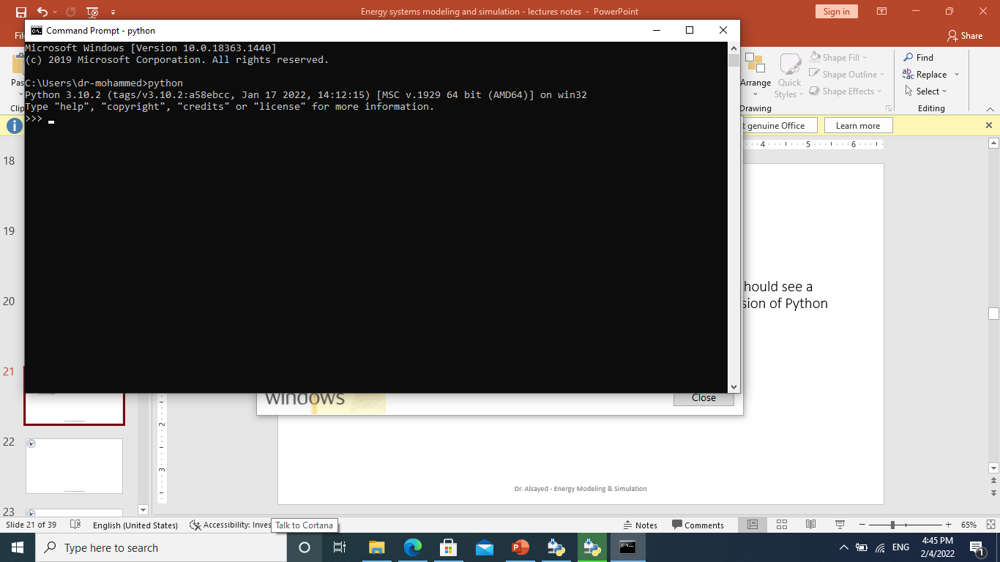 Energy systems modeling and simulation - lectures notes - PowerPoint
Sign in
Command Prompt - python
Share
Microsoft Windows [Version 10.0.18363.1440]
(c) 2019 Microsoft Corporation. All rights reserved.
C:\Users\dr-mohammed>python
Python 3.10.2 (tags/v3.10.2:a58ebcc, Jan 17 2022, 14:12:15) [MSC v.1929 64 bit (AMD64)] on win32
Type "help", "copyright", "credits" or "license" for more information.
>>>
Arrange
Quick
Styles
Shape Fill
Shape Outline
Shape Effects
Drawing
Find
Replace
Select
Editing
genuine Office
Learn more
4 5 6
18
19
20
21
22
23
hould see a
sion of Python
windows
Close
2
3
Dr. Alsayed - Energy Modeling & Simulation
Slide 21 of 39
English (United States)
Accessibility: Inves
Talk to Cortana
Notes
Comments
65%
Type here to search
ENG
4:45 PM
2/4/2022
1